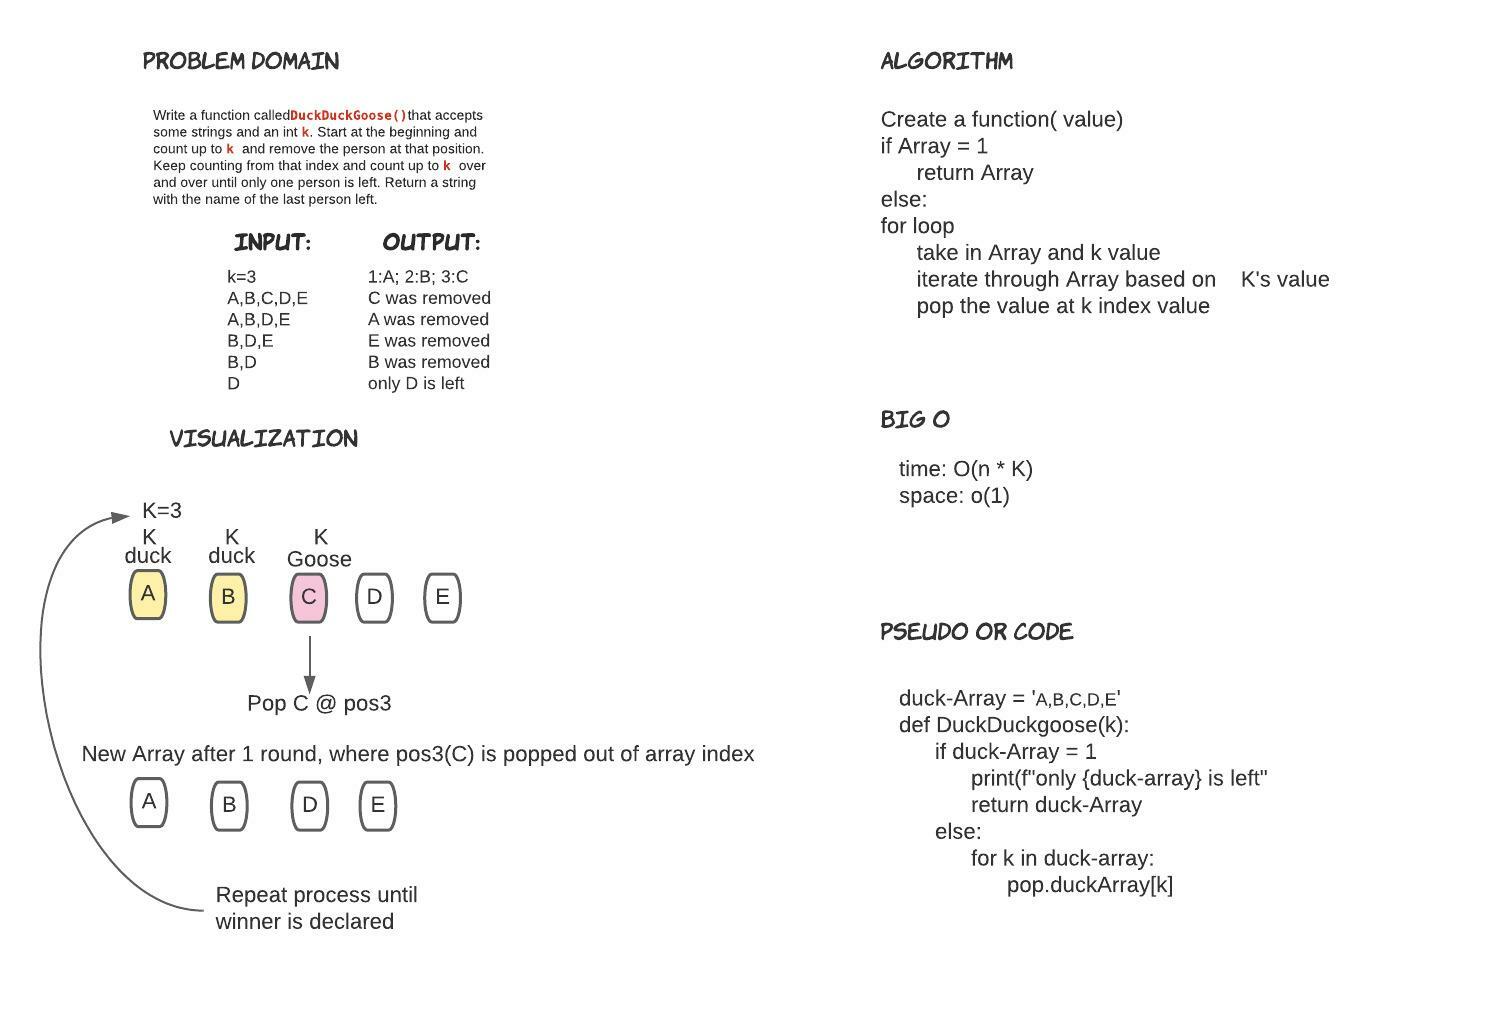 PROBLEM DOMAIN
Write a function calledDuckDuckGoose()that accepts
some strings and an int k. Start at the beginning and
count up to k and remove the person at that position.
Keep counting from that index and count up to k over
and over until only one person is left. Return a string
with the name of the last person left.
INPUT: OUTPUT:
k=3 1:A; 2:B; 3:C
A,B,C,D,E C was removed
A,B,D,E A was removed
B,D,E E was removed
B,D B was removed
D only D is left
VISUALIZATION
K=3
K K K
duck duck Goose
A B C D E
Pop C @ pos3
New Array after 1 round, where pos3(C) is popped out of array index
A B D E
Repeat process until
winner is declared
ALGORITHM
Create a function( value)
if Array = 1
return Array
else:
for loop
take in Array and k value
iterate through Array based on K's value
pop the value at k index value
BIG O
time: O(n * K)
space: o(1)
PSEUDO OR CODE
duck-Array = 'A,B,C,D,E'
def DuckDuckgoose(k):
if duck-Array = 1
print(f"only {duck-array} is left"
return duck-Array
else:
for k in duck-array:
pop.duckArray[k]